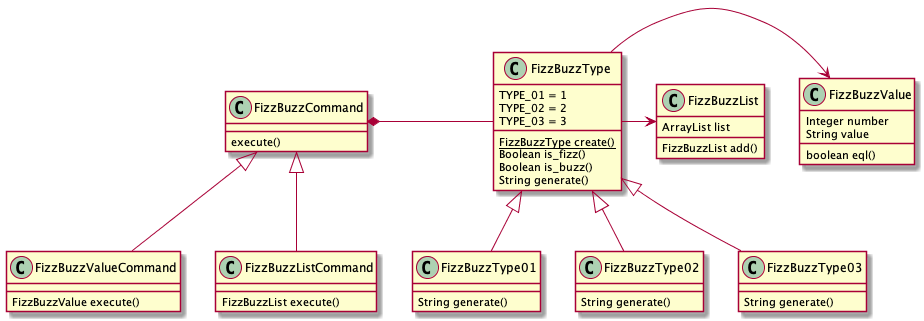 C FizzBuzzCommand
execute()
C FizzBuzzType
TYPE_01 = 1
TYPE_02 = 2
TYPE_03 = 3
FizzBuzzType create()
Boolean is_fizz()
Boolean is_buzz()
String generate()
C FizzBuzzList
ArrayList list
FizzBuzzList add()
C FizzBuzzValue
Integer number
String value
boolean eql()
C FizzBuzzValueCommand
FizzBuzzValue execute()
C FizzBuzzListCommand
FizzBuzzList execute()
C FizzBuzzType01
String generate()
C FizzBuzzType02
String generate()
C FizzBuzzType03
String generate()